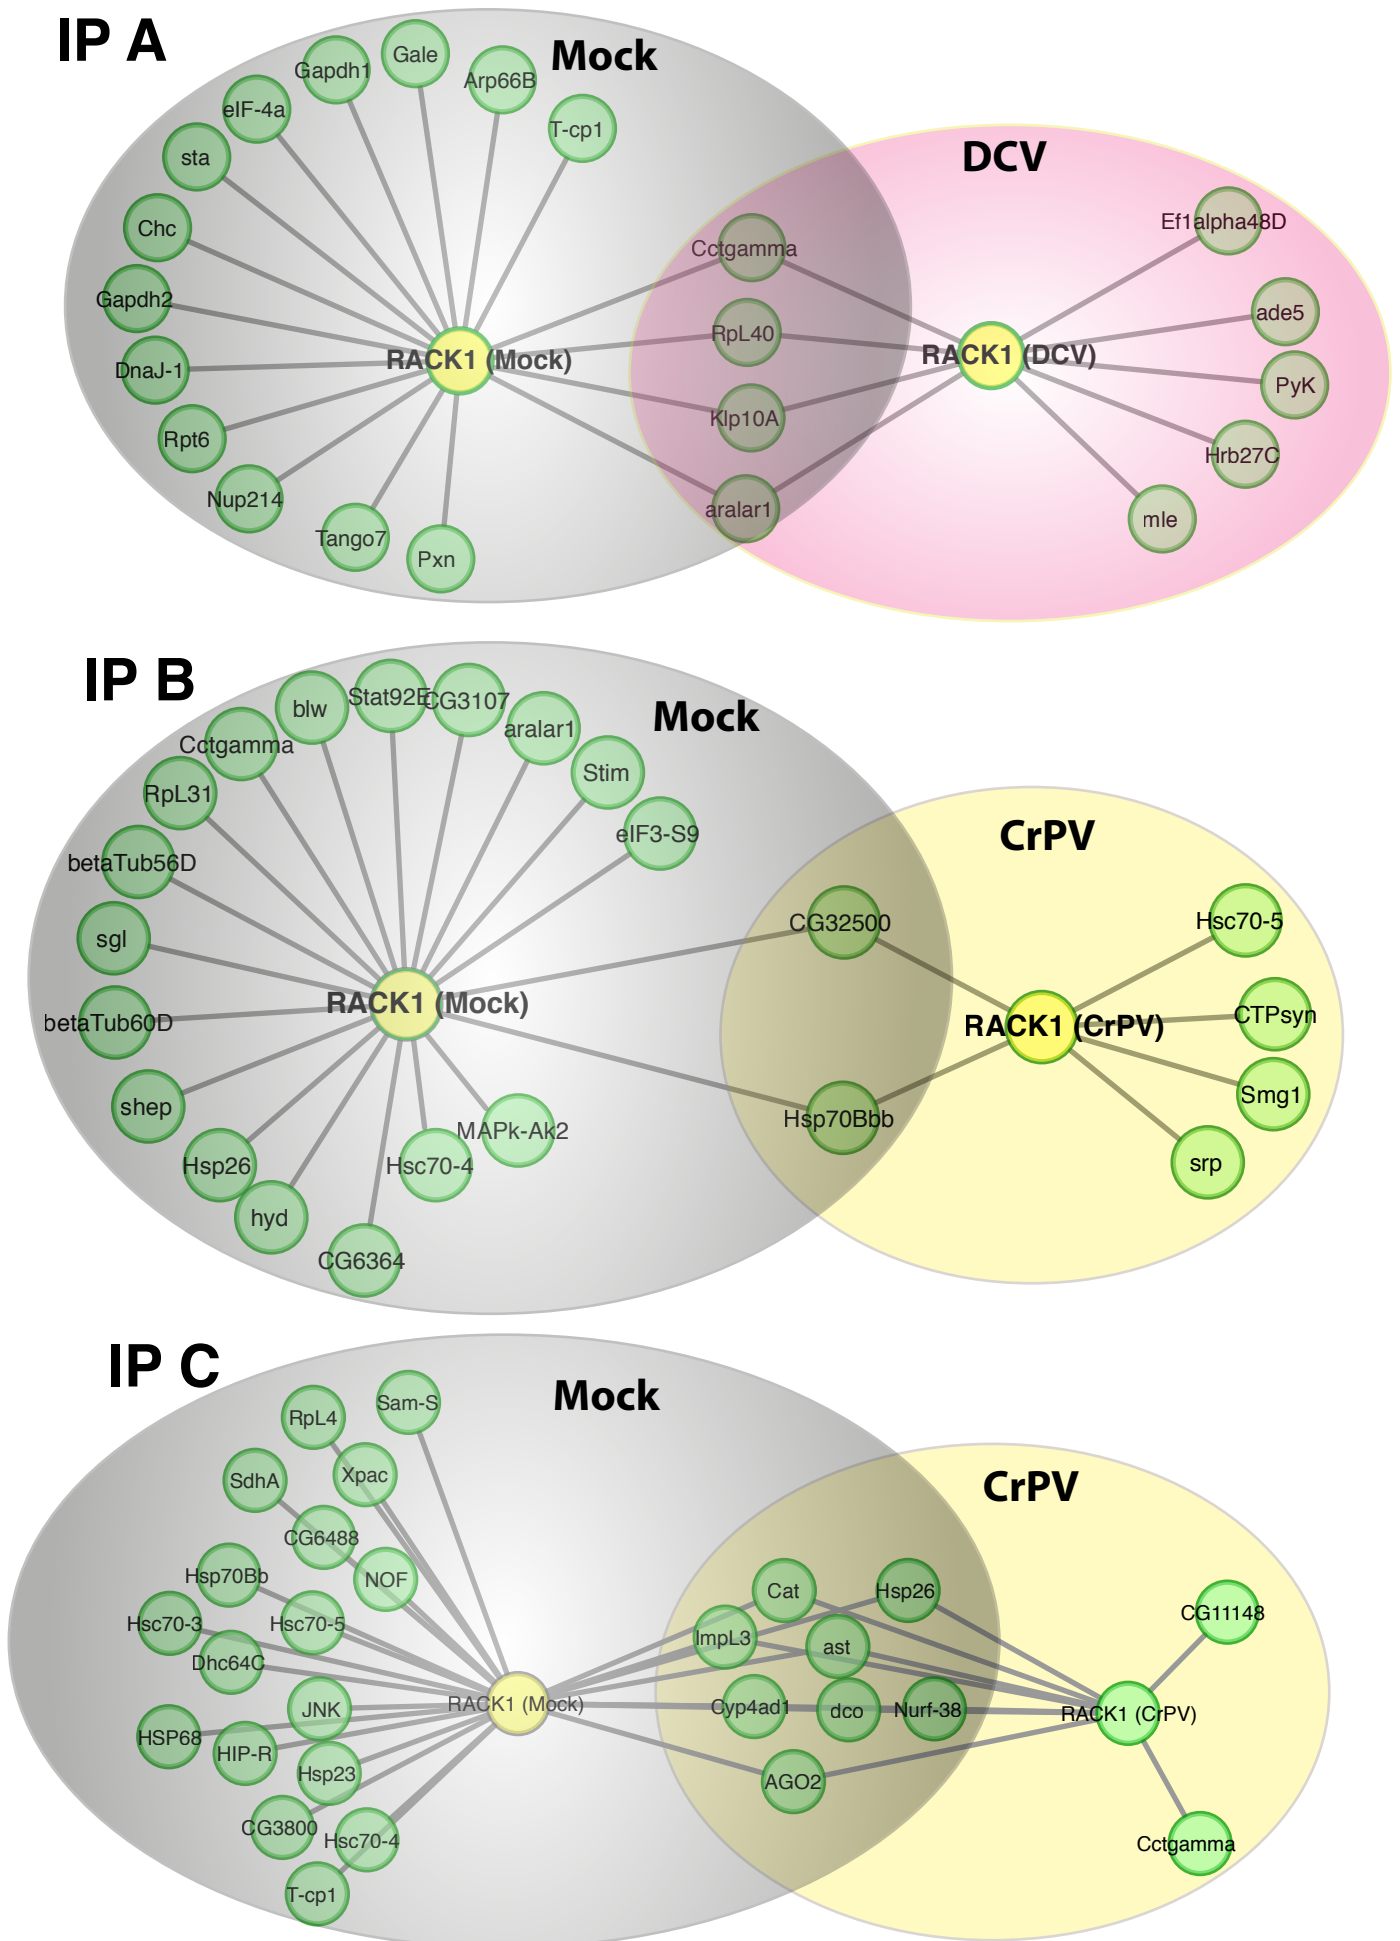 IP A
Mock
DCV
Gale
Gapdh1
Arp66B
eIF-4a
T-cp1
sta
Chc
Gapdh2
DnaJ-1
Rpt6
Nup214
Tango7
Pxn
RACK1 (Mock)
Cctgamma
RpL40
Klp10A
aralar1
RACK1 (DCV)
Ef1alpha48D
ade5
PyK
Hrb27C
mle
IP B
Mock
CrPV
Stat92E
CG3107
blw
aralar1
Cctgamma
Stim
RpL31
eIF3-S9
betaTub56D
sgl
betaTub60D
shep
Hsp26
hyd
CG6364
Hsc70-4
MAPk-Ak2
RACK1 (Mock)
CG32500
Hsp70Bbb
RACK1 (CrPV)
Hsc70-5
CTPsyn
Smg1
srp
IP C
Mock
CrPV
Sam-S
RpL4
Xpac
SdhA
CG6488
NOF
Hsp70Bb
Hsc70-3
Hsc70-5
Dhc64C
JNK
HSP68
HIP-R
Hsp23
CG3800
Hsc70-4
T-cp1
RACK1 (Mock)
Cat
Hsp26
ImpL3
ast
Cyp4ad1
dco
Nurf-38
AGO2
RACK1 (CrPV)
CG11148
Cctgamma